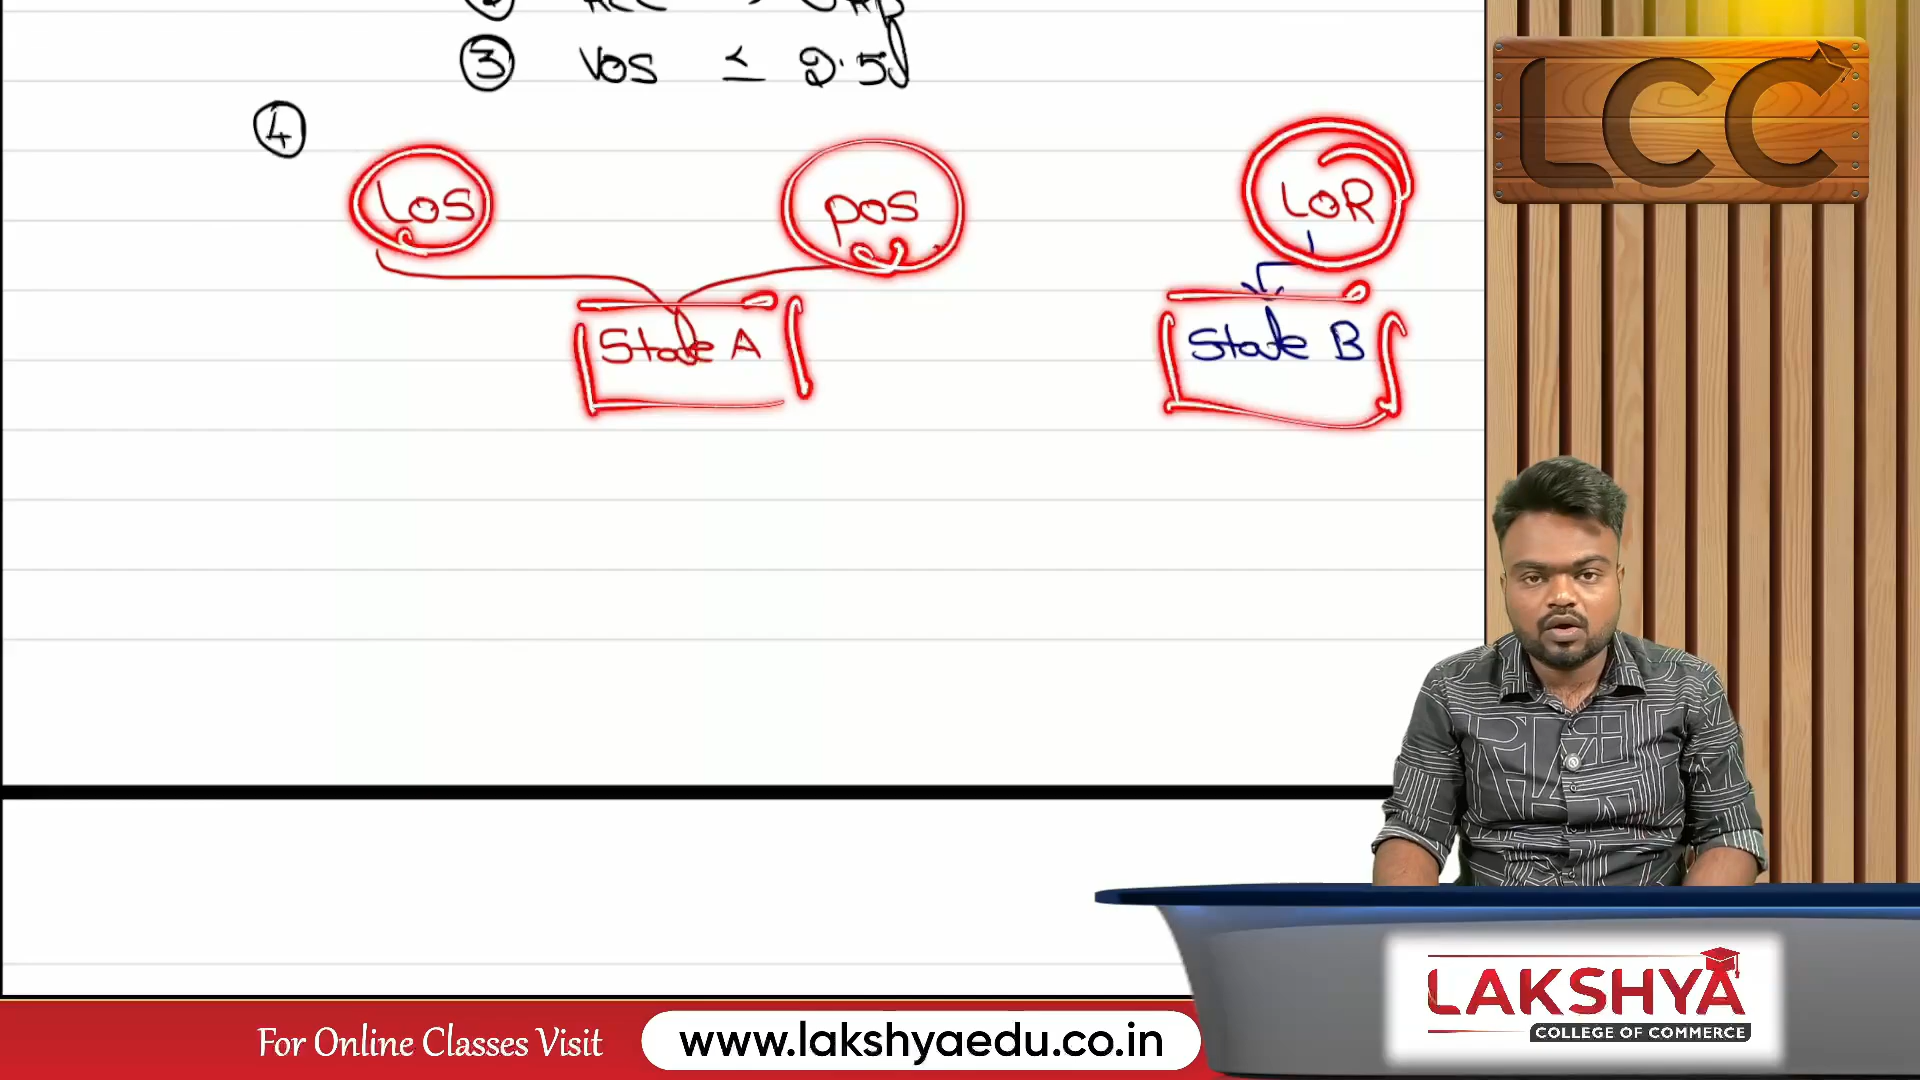 ③ VOS ≤ 2.5
④
LOS POS LOR
State A State B
LCC
LAKSHYA
COLLEGE OF COMMERCE
For Online Classes Visit www.lakshyaedu.co.in